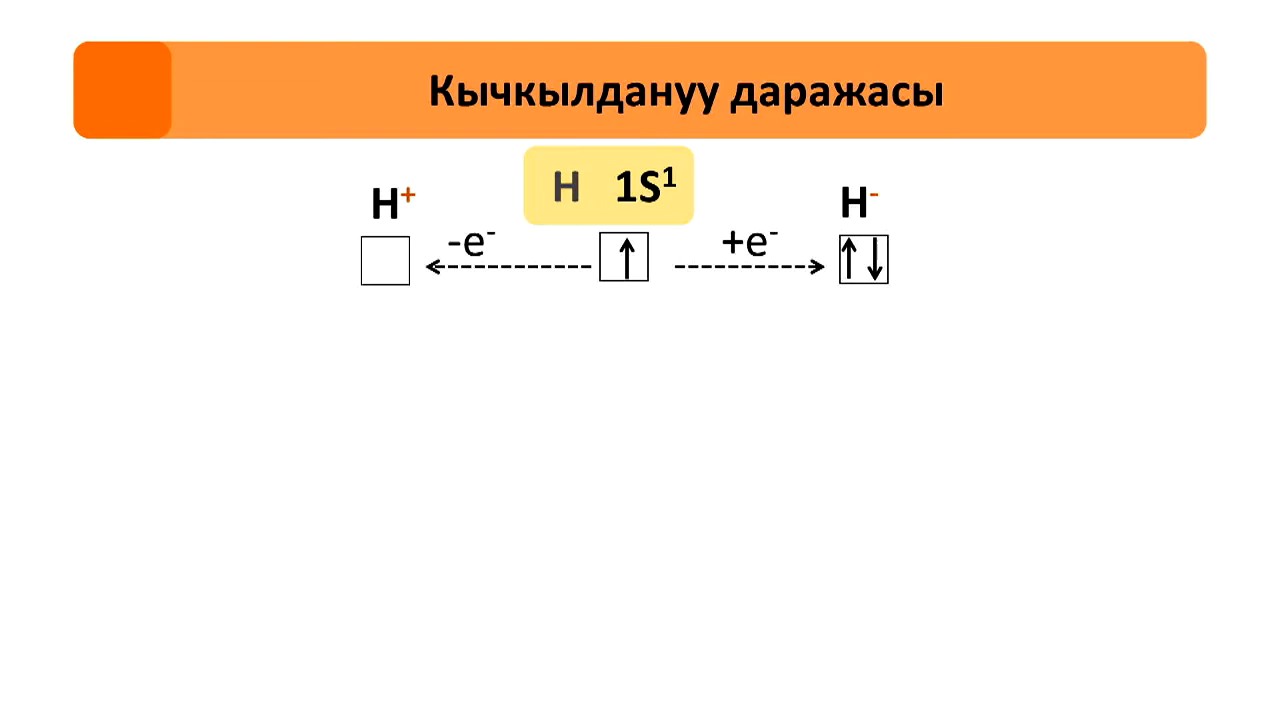 Кычкылдануу даражасы
H 1S¹
H⁺
H⁻
-e⁻
+e⁻